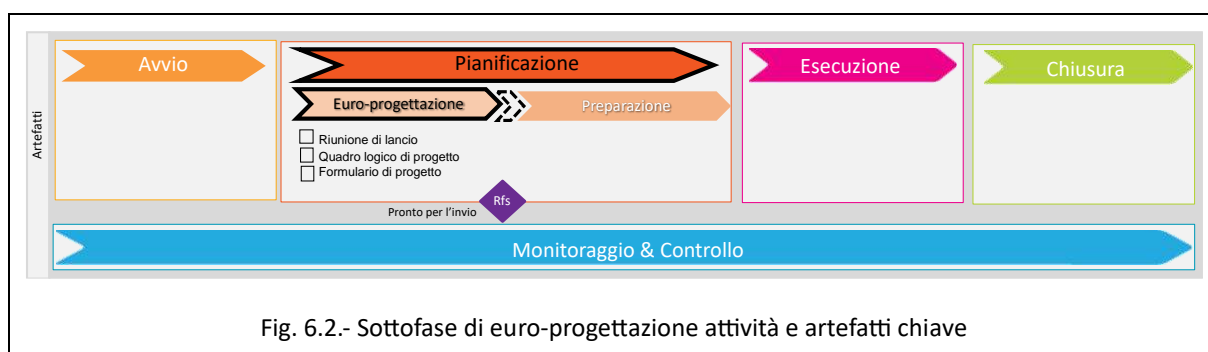 Artefatti
Avvio
Pianificazione
Euro-progettazione
Preparazione
Riunione di lancio
Quadro logico di progetto
Formulario di progetto
Pronto per l'invio
Rfs
Esecuzione
Chiusura
Monitoraggio & Controllo
Fig. 6.2.- Sottofase di euro-progettazione attività e artefatti chiave